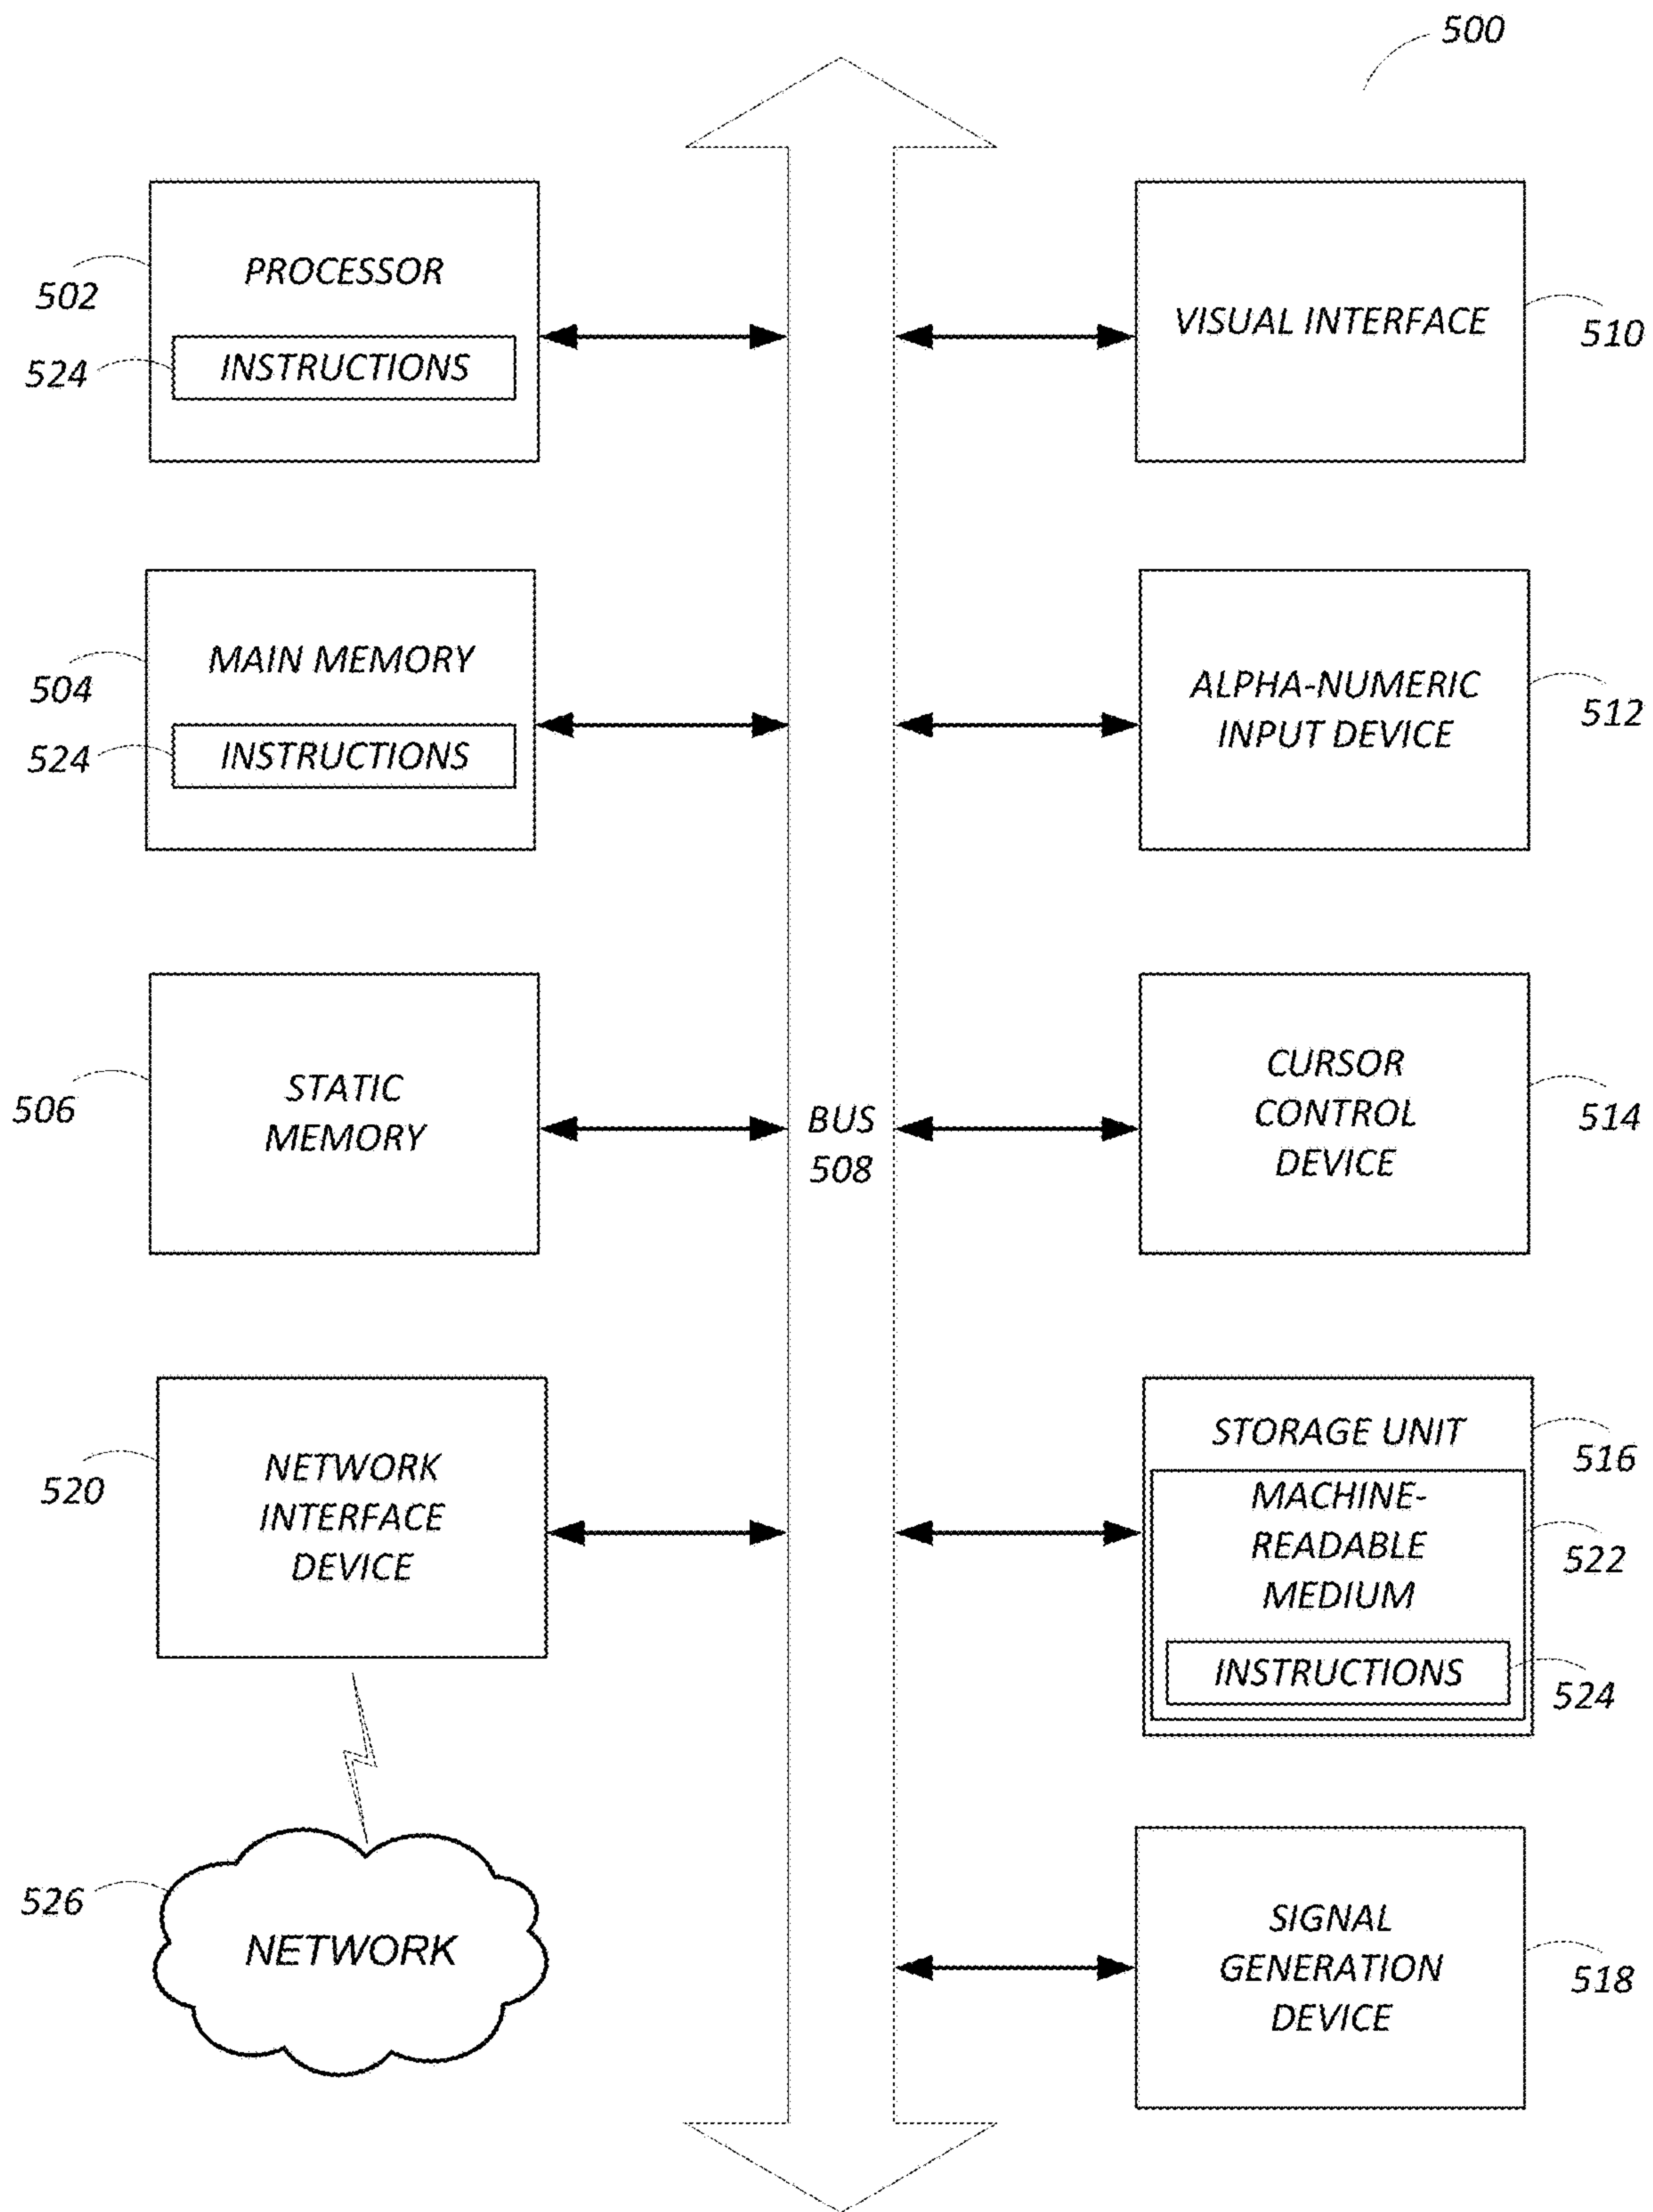 500
PROCESSOR
502
INSTRUCTIONS
524
VISUAL INTERFACE
510
MAIN MEMORY
504
INSTRUCTIONS
524
ALPHA-NUMERIC
INPUT DEVICE
512
STATIC
MEMORY
506
BUS
508
CURSOR
CONTROL
DEVICE
514
NETWORK
INTERFACE
DEVICE
520
STORAGE UNIT
516
MACHINE-
READABLE
MEDIUM
522
INSTRUCTIONS
524
526
NETWORK
SIGNAL
GENERATION
DEVICE
518